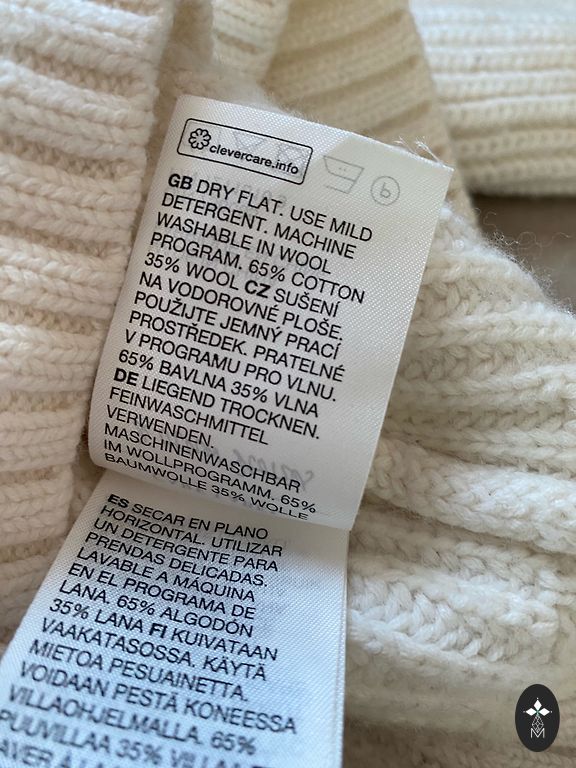 clevercare.info
GB DRY FLAT. USE MILD
DETERGENT. MACHINE
WASHABLE IN WOOL
PROGRAM. 65% COTTON
35% WOOL CZ SUŠENÍ
NA VODOROVNÉ PLOŠE.
POUŽIJTE JEMNÝ PRACÍ
PROSTŘEDEK. PRATELNÉ
V PROGRAMU PRO VLNU.
65% BAVLNA 35% VLNA
DE LIEGEND TROCKNEN.
FEINWASCHMITTEL
VERWENDEN.
MASCHINENWASCHBAR
IM WOLLPROGRAMM. 65%
BAUMWOLLE 35% WOLLE
ES SECAR EN PLANO
HORIZONTAL. UTILIZAR
UN DETERGENTE PARA
PRENDAS DELICADAS.
LAVABLE A MÁQUINA
EN EL PROGRAMA DE
LANA. 65% ALGODÓN
35% LANA FI KUIVATAAN
VAAKATASOSSA. KÄYTÄ
MIETOA PESUAINETTA.
VOIDAAN PESTÄ KONEESSA
VILLAOHJELMALLA. 65%
PUUVILLAA 35% VILLAA